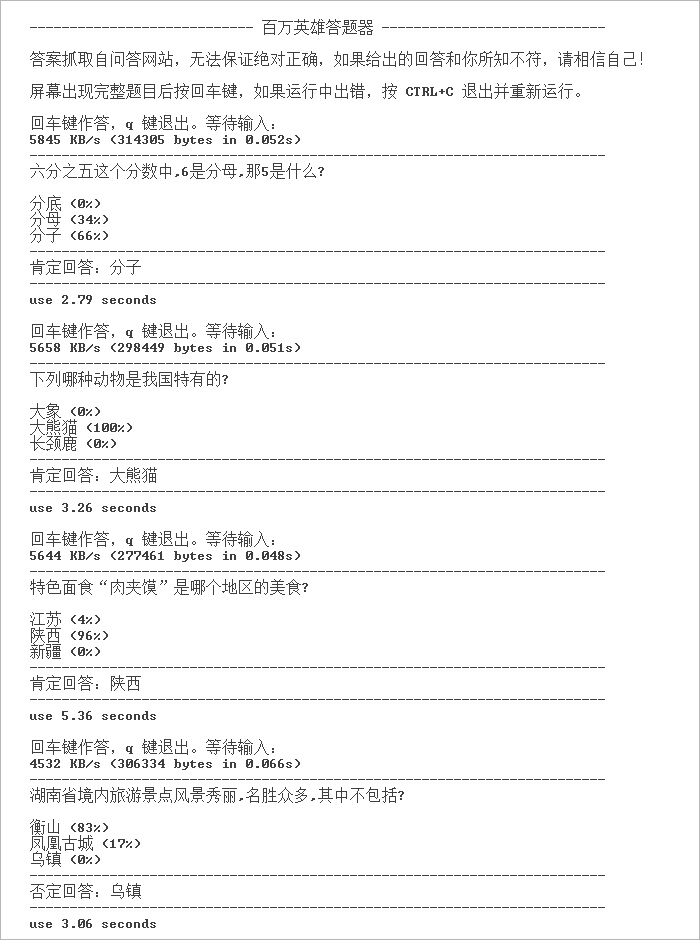 ---------------------------- 百万英雄答题器 ----------------------------
答案抓取自问答网站，无法保证绝对正确，如果给出的回答和你所知不符，请相信自己！
屏幕出现完整题目后按回车键，如果运行中出错，按 CTRL+C 退出并重新运行。
回车键作答，q 键退出。等待输入：
5845 KB/s (314305 bytes in 0.052s)
------------------------------------------------------------------------
六分之五这个分数中,6是分母,那5是什么?
分底 (0%)
分母 (34%)
分子 (66%)
------------------------------------------------------------------------
肯定回答：分子
------------------------------------------------------------------------
use 2.79 seconds
回车键作答，q 键退出。等待输入：
5658 KB/s (298449 bytes in 0.051s)
------------------------------------------------------------------------
下列哪种动物是我国特有的?
大象 (0%)
大熊猫 (100%)
长颈鹿 (0%)
------------------------------------------------------------------------
肯定回答：大熊猫
------------------------------------------------------------------------
use 3.26 seconds
回车键作答，q 键退出。等待输入：
5644 KB/s (277461 bytes in 0.048s)
------------------------------------------------------------------------
特色面食“肉夹馍”是哪个地区的美食?
江苏 (4%)
陕西 (96%)
新疆 (0%)
------------------------------------------------------------------------
肯定回答：陕西
------------------------------------------------------------------------
use 5.36 seconds
回车键作答，q 键退出。等待输入：
4532 KB/s (306334 bytes in 0.066s)
------------------------------------------------------------------------
湖南省境内旅游景点风景秀丽,名胜众多,其中不包括?
衡山 (83%)
凤凰古城 (17%)
乌镇 (0%)
------------------------------------------------------------------------
否定回答：乌镇
------------------------------------------------------------------------
use 3.06 seconds